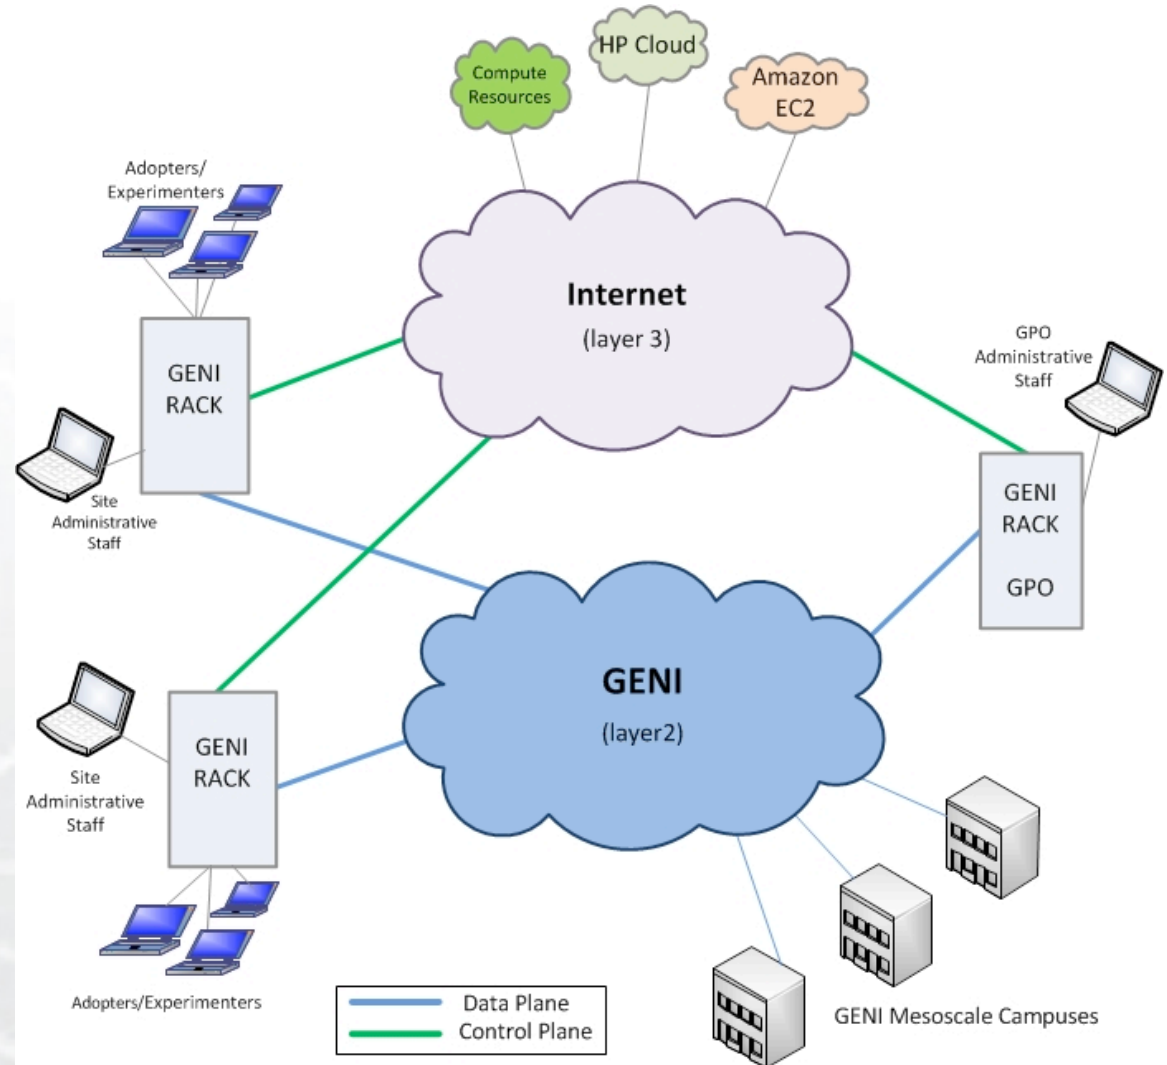 HP Cloud
Compute
Resources
Amazon
EC2
Adopters/
Experimenters
Internet
(layer 3)
GENI
RACK
Site
Administrative
Staff
GPO
Administrative
Staff
GENI
RACK
GPO
GENI
(layer2)
GENI
RACK
Site
Administrative
Staff
Adopters/Experimenters
Data Plane
Control Plane
GENI Mesoscale Campuses